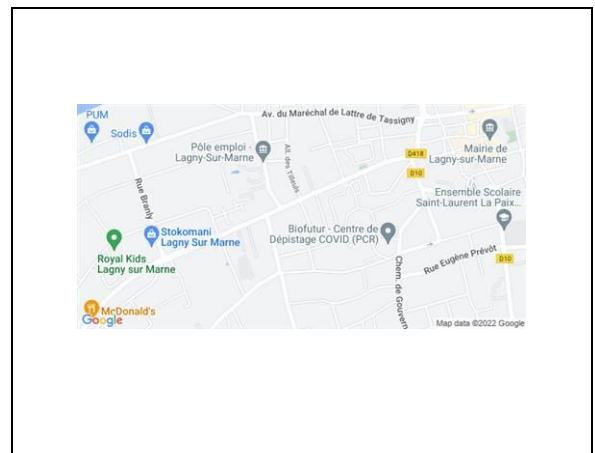 PUM
Sodis
Av. du Maréchal de Lattre de Tassigny
Pôle emploi -
Lagny-Sur-Marne
All. des Tilleuls
D418
D10
Mairie de
Lagny-sur-Marne
Rue Branly
Ensemble Scolaire
Saint-Laurent La Paix...
Stokomani
Lagny Sur Marne
Biofutur - Centre de
Dépistage COVID (PCR)
Royal Kids
Lagny sur Marne
Chem. de Gouvern
Rue Eugène Prévôt
D10
McDonald's
Google
Map data ©2022 Google